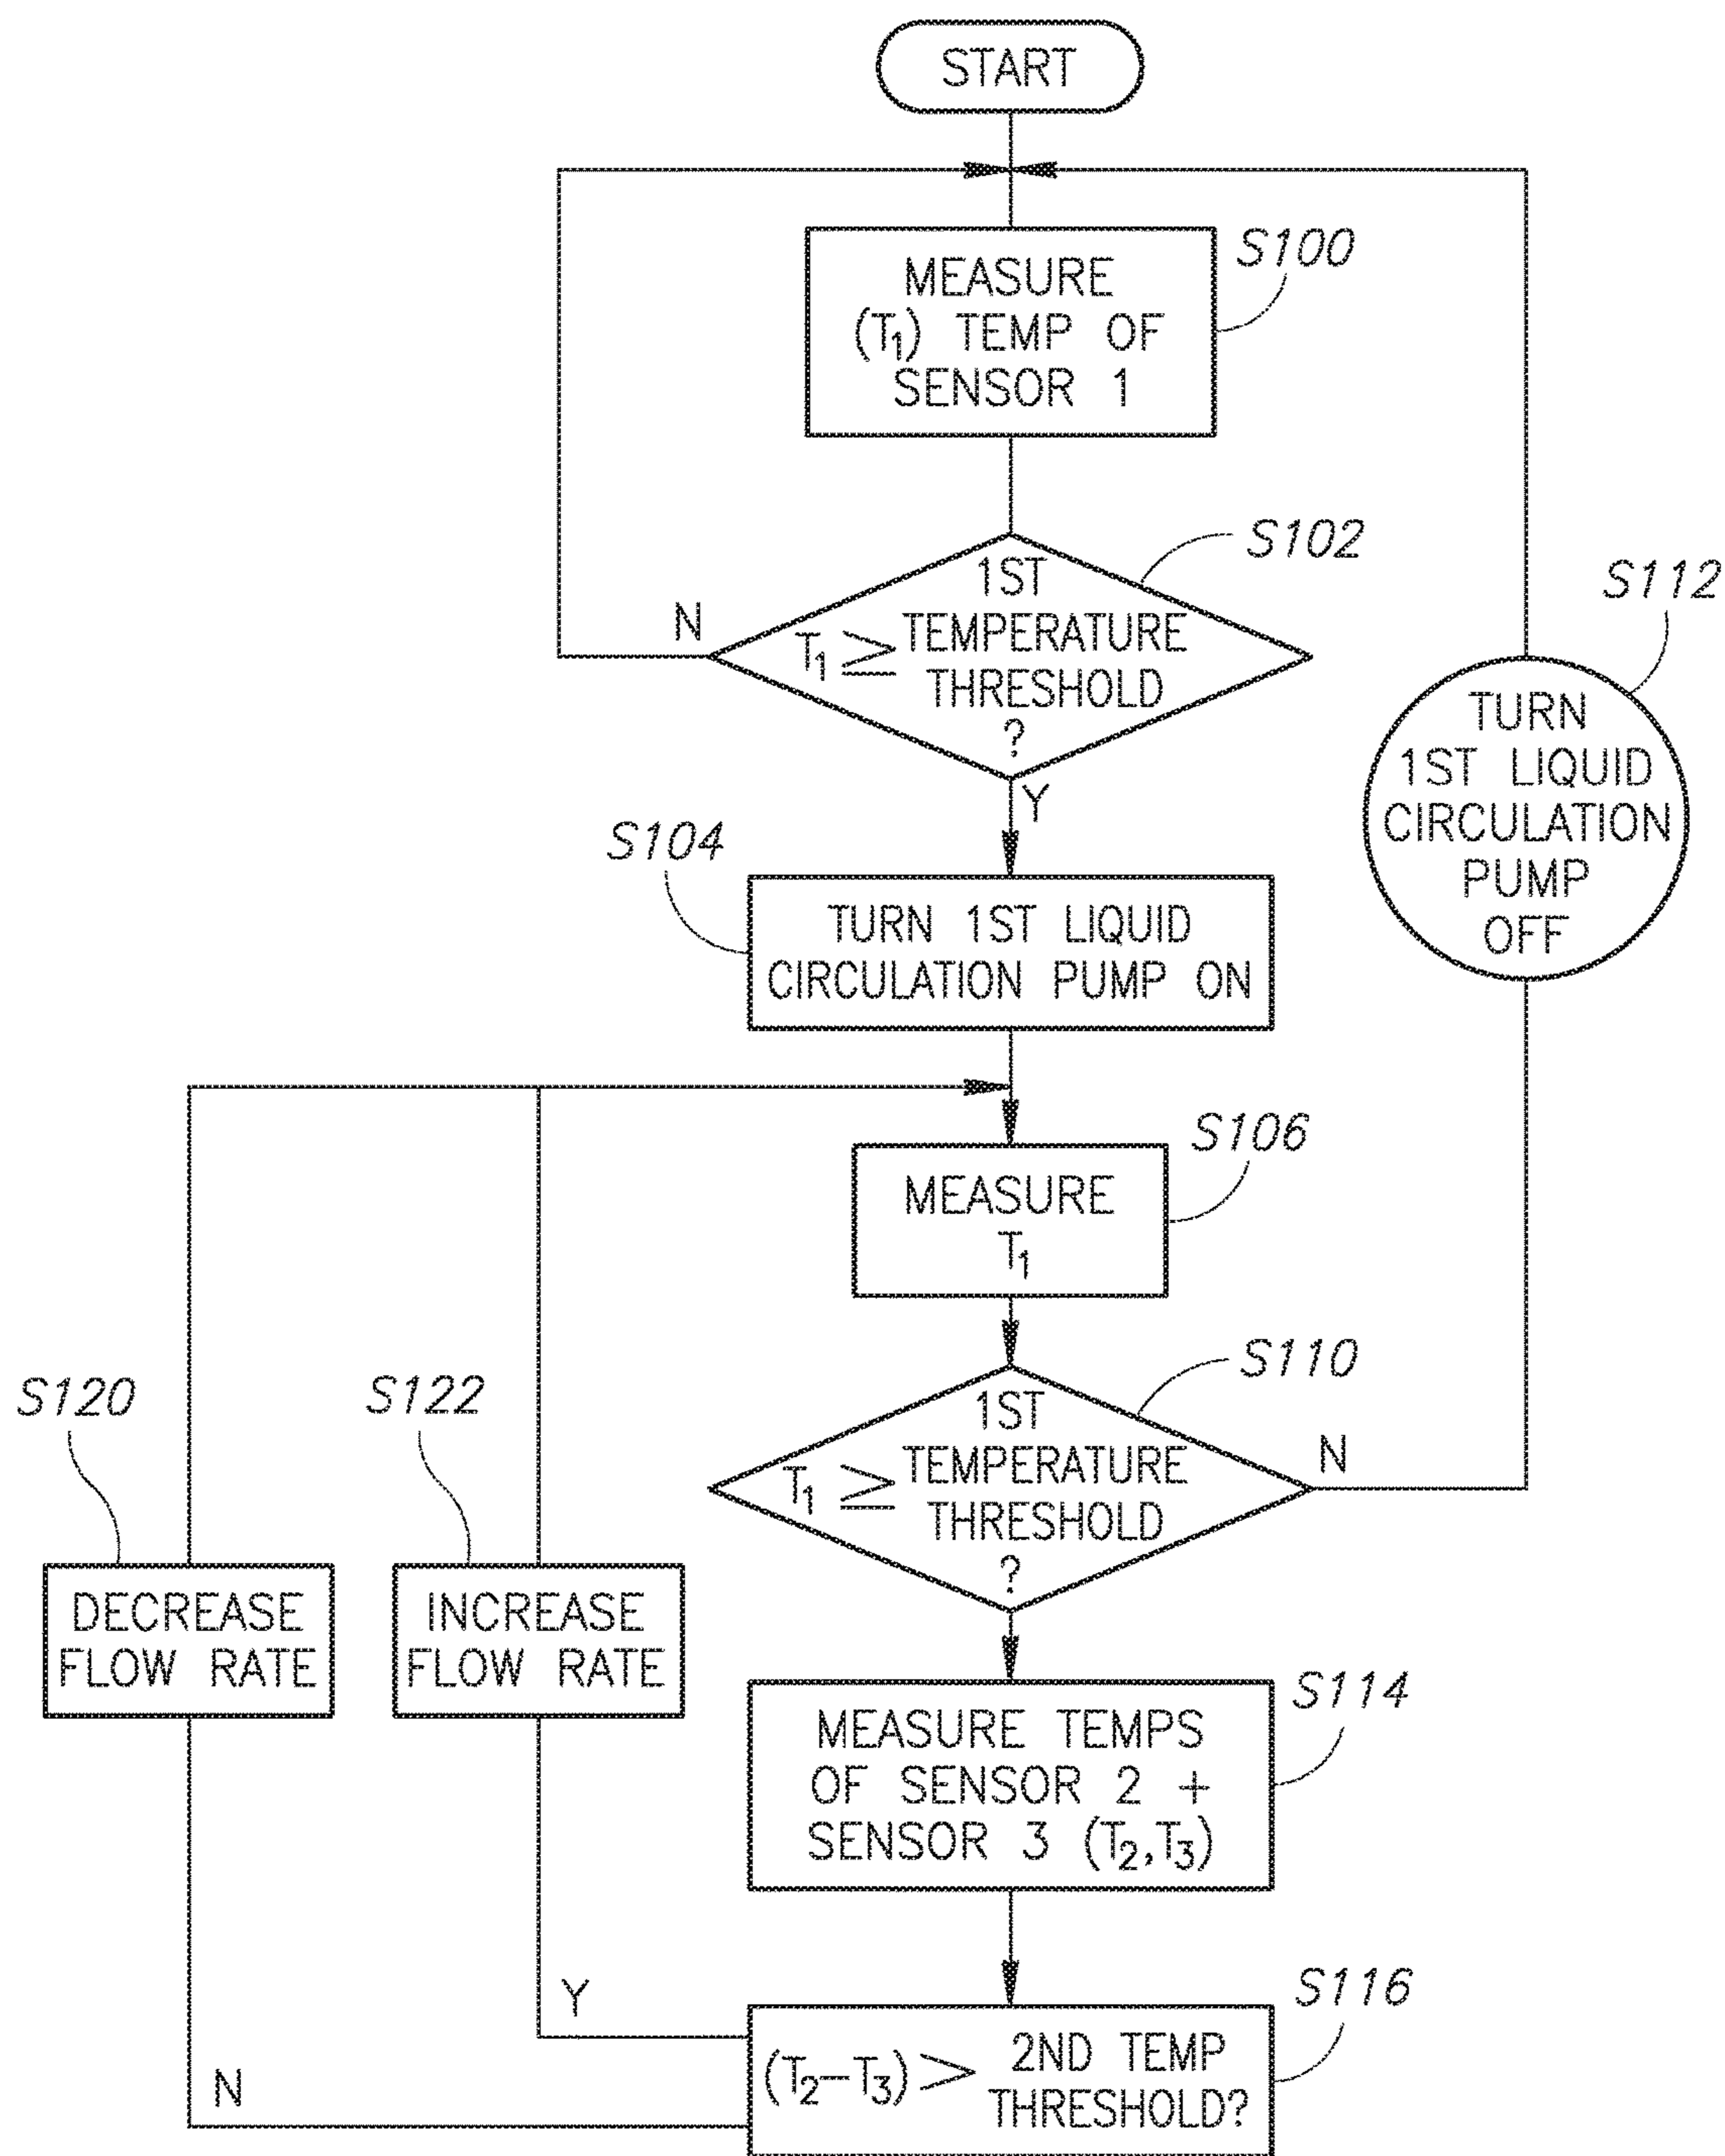 START
S100
MEASURE
(T1) TEMP OF
SENSOR 1
S102
1ST
T1 ≥ TEMPERATURE
THRESHOLD
?
N
Y
S112
TURN
1ST LIQUID
CIRCULATION
PUMP
OFF
S104
TURN 1ST LIQUID
CIRCULATION PUMP ON
S106
MEASURE
T1
S110
1ST
T1 ≥ TEMPERATURE
THRESHOLD
?
N
S120
DECREASE
FLOW RATE
S122
INCREASE
FLOW RATE
S114
MEASURE TEMPS
OF SENSOR 2 +
SENSOR 3 (T2,T3)
S116
(T2–T3) > 2ND TEMP
THRESHOLD?
Y
N